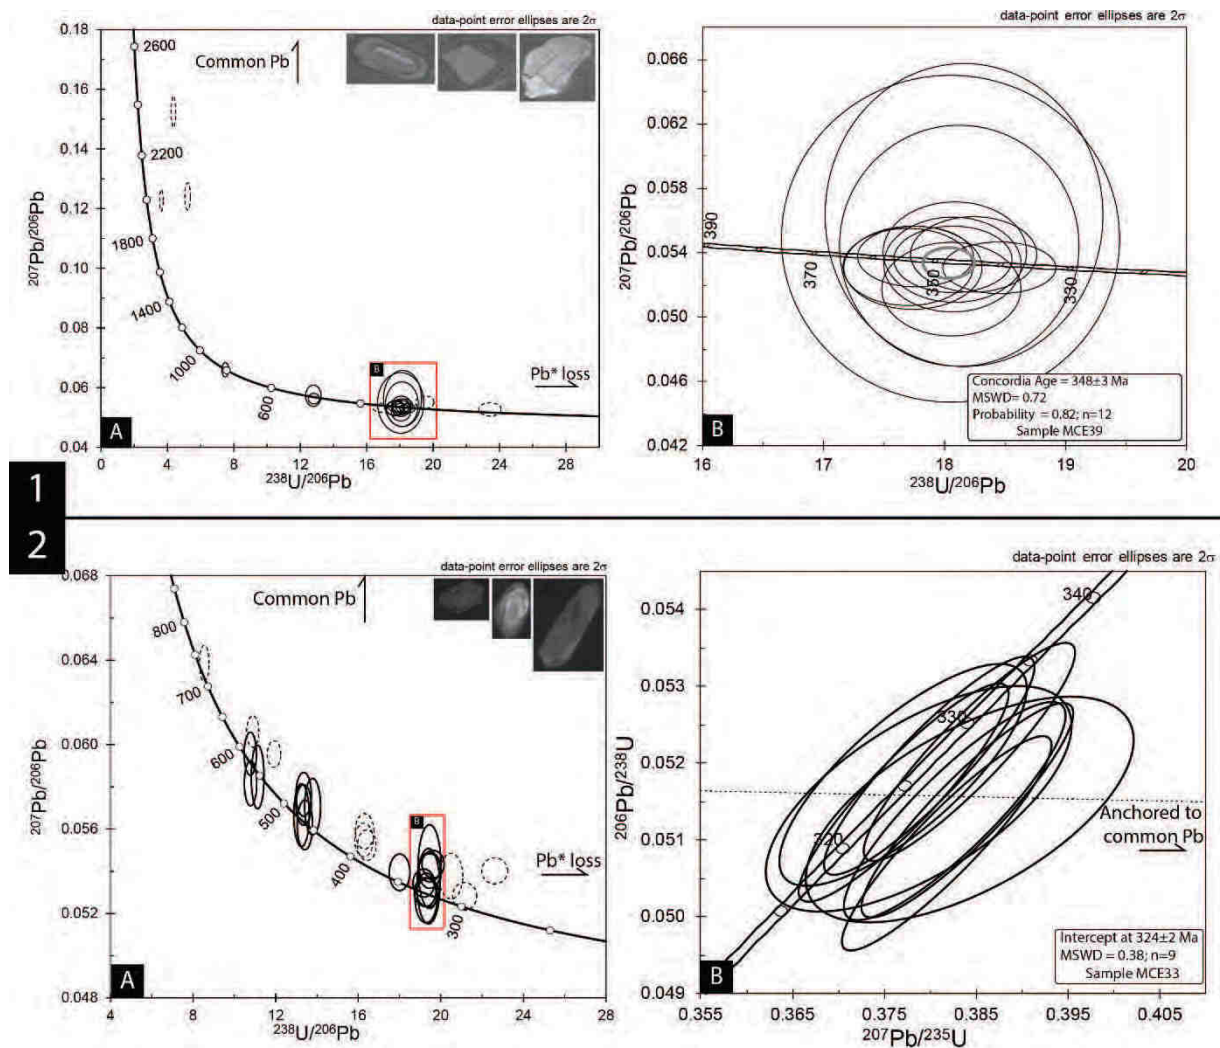 data-point error ellipses are 2σ
0.18
0.16
0.14
0.12
0.10
0.08
0.06
0.04
207Pb/206Pb
2600
2200
1800
1400
1000
600
Common Pb
Pb* loss
B
A
0 4 8 12 16 20 24 28
238U/206Pb
data-point error ellipses are 2σ
0.066
0.062
0.058
0.054
0.050
0.046
0.042
207Pb/206Pb
390
370
350
330
Concordia Age = 348±3 Ma
MSWD= 0.72
Probability = 0.82; n=12
Sample MCE39
B
16 17 18 19 20
238U/206Pb
1
2
data-point error ellipses are 2σ
0.068
0.064
0.060
0.056
0.052
0.048
207Pb/206Pb
800
700
600
500
400
300
Common Pb
Pb* loss
B
A
4 8 12 16 20 24 28
238U/206Pb
data-point error ellipses are 2σ
0.054
0.053
0.052
0.051
0.050
0.049
206Pb/238U
340
330
320
Anchored to
common Pb
Intercept at 324±2 Ma
MSWD = 0.38; n=9
Sample MCE33
B
0.355 0.365 0.375 0.385 0.395 0.405
207Pb/235U